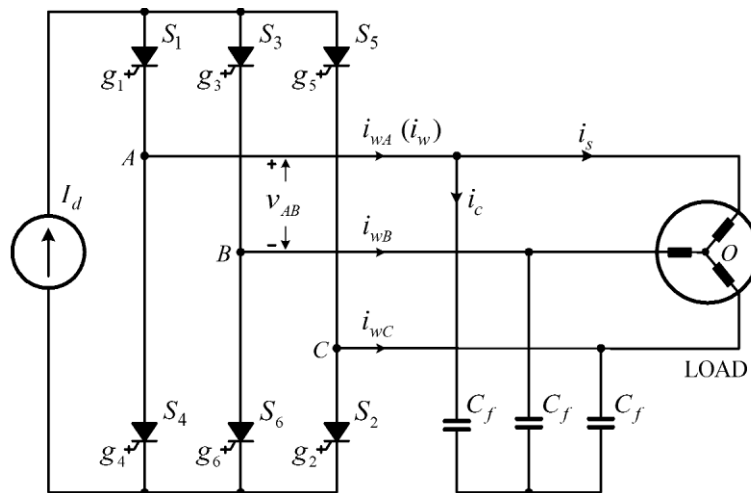 S1 S3 S5
g1 g3 g5
iwA (iw) is
A
+
Id vAB ic
−
iwB
B O
iwC
C
LOAD
S4 S6 S2 Cf Cf Cf
g4 g6 g2